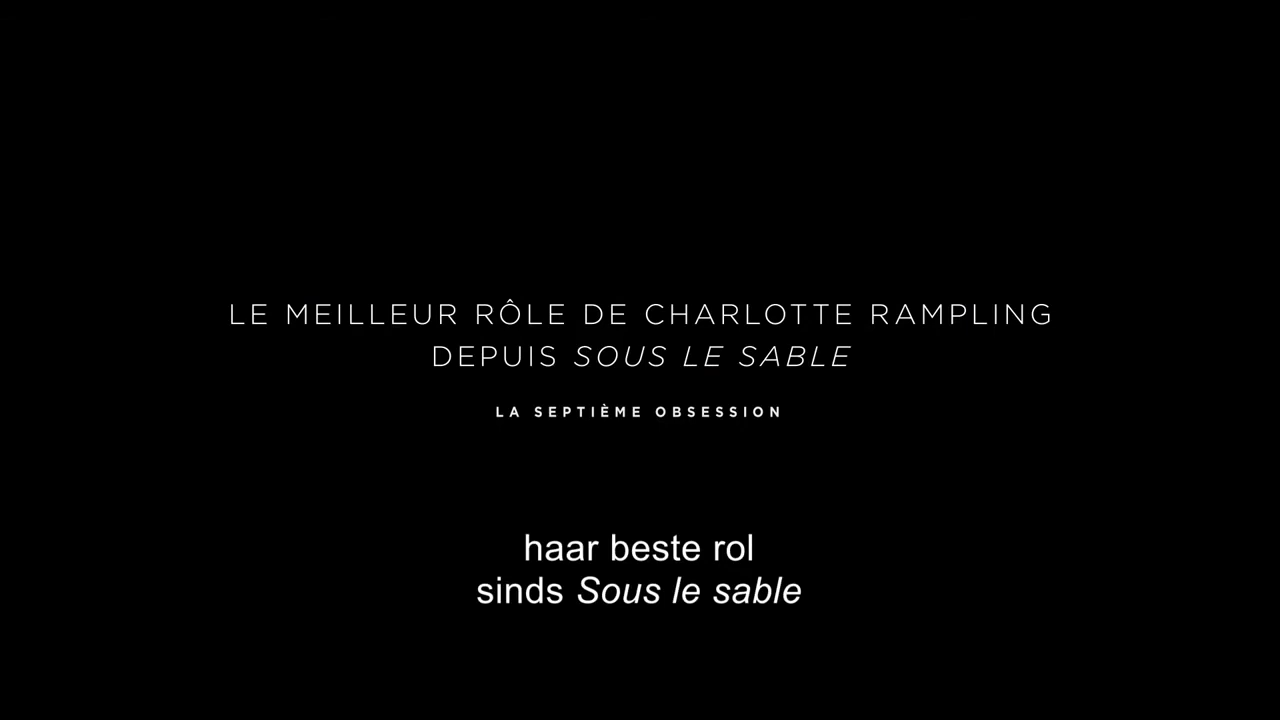 LE MEILLEUR RÔLE DE CHARLOTTE RAMPLING
DEPUIS SOUS LE SABLE
LA SEPTIÈME OBSESSION
haar beste rol
sinds Sous le sable